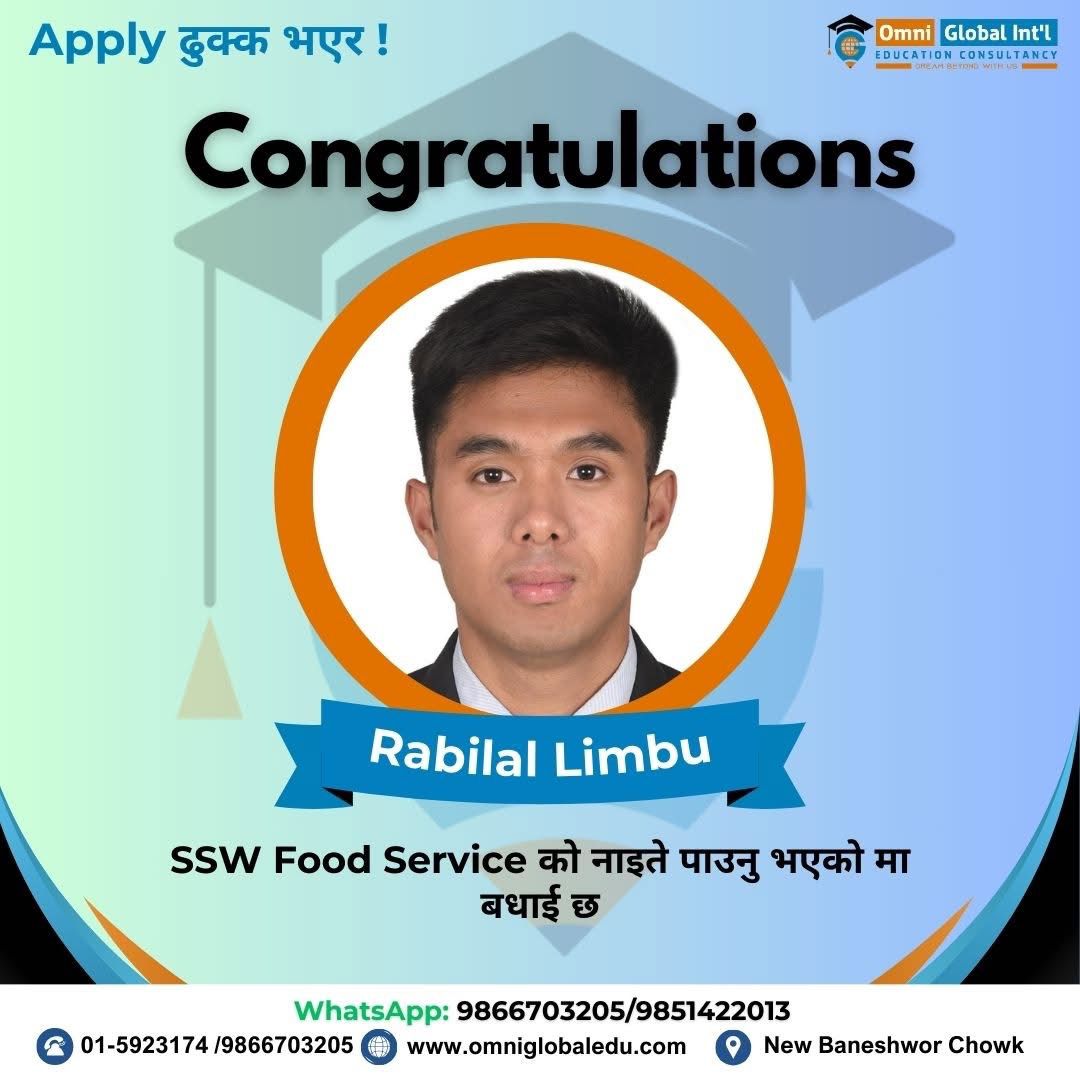 Apply ढुक्क भएर !
Omni Global Int'l
EDUCATION CONSULTANCY
DREAM BEYOND WITH US
Congratulations
Rabilal Limbu
SSW Food Service को नाइते पाउनु भएको मा
बधाई छ
WhatsApp: 9866703205/9851422013
01-5923174 /9866703205 www.omniglobaledu.com New Baneshwor Chowk